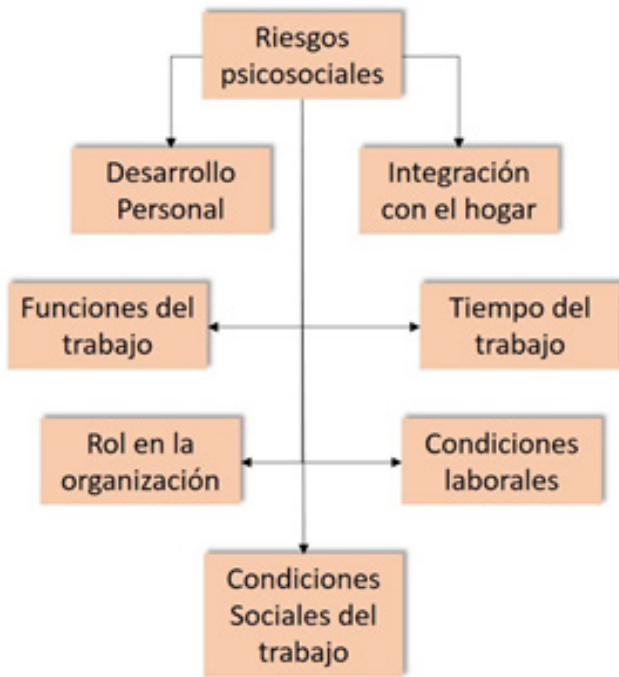 Riesgos
psicosociales
Desarrollo
Personal
Integración
con el hogar
Funciones del
trabajo
Tiempo del
trabajo
Rol en la
organización
Condiciones
laborales
Condiciones
Sociales del
trabajo